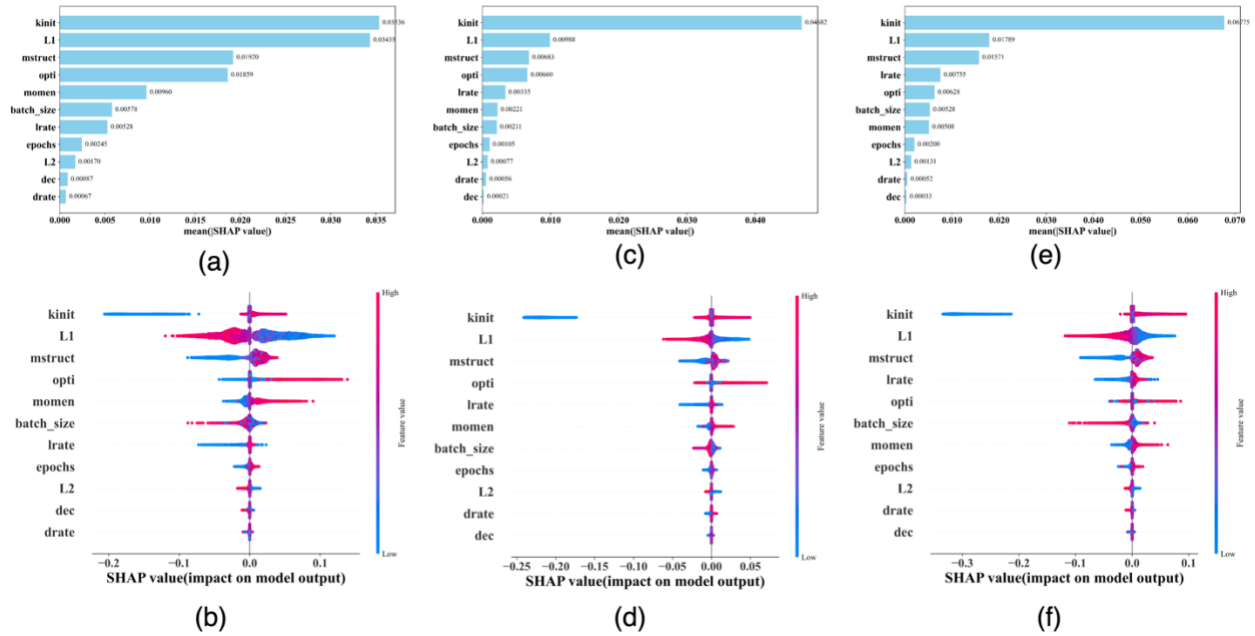 kinit 0.03536
L1 0.03435
mstruct 0.01920
opti 0.01859
momen 0.00960
batch_size 0.00578
lrate 0.00528
epochs 0.00245
L2 0.00170
dec 0.00087
drate 0.00067
0.000 0.005 0.010 0.015 0.020 0.025 0.030 0.035
mean(|SHAP value|)
(a)
kinit
L1 0.00988
mstruct 0.00683
opti 0.00660
lrate 0.00335
momen 0.00221
batch_size 0.00211
epochs 0.00105
L2 0.00077
drate 0.00056
dec 0.00021
0.000 0.010 0.020 0.030 0.040
mean(|SHAP value|)
(c)
kinit 0.06775
L1 0.01789
mstruct 0.01571
lrate 0.00755
opti 0.00628
batch_size 0.00528
momen 0.00508
epochs 0.00200
L2 0.00131
drate 0.00052
dec 0.00033
0.000 0.010 0.020 0.030 0.040 0.050 0.060 0.070
mean(|SHAP value|)
(e)
High
kinit
L1
mstruct
opti
momen
batch_size
lrate
epochs
L2
dec
drate
Low
Feature value
−0.2 −0.1 0.0 0.1
SHAP value(impact on model output)
(b)
High
kinit
L1
mstruct
opti
lrate
momen
batch_size
epochs
L2
drate
dec
Low
Feature value
−0.25 −0.20 −0.15 −0.10 −0.05 0.00 0.05
SHAP value(impact on model output)
(d)
High
kinit
L1
mstruct
lrate
opti
batch_size
momen
epochs
L2
drate
dec
Low
Feature value
−0.3 −0.2 −0.1 0.0 0.1
SHAP value(impact on model output)
(f)